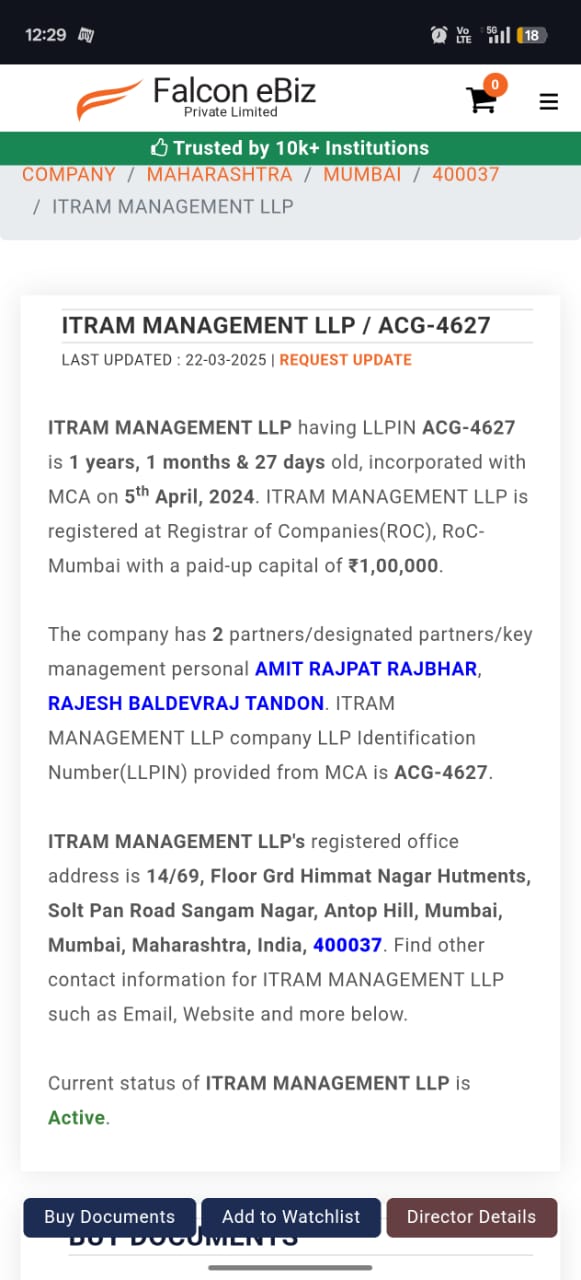 12:29
Vo LTE 5G 18
Falcon eBiz
Private Limited
0
Trusted by 10k+ Institutions
COMPANY / MAHARASHTRA / MUMBAI / 400037
/ ITRAM MANAGEMENT LLP
ITRAM MANAGEMENT LLP / ACG-4627
LAST UPDATED : 22-03-2025 | REQUEST UPDATE
ITRAM MANAGEMENT LLP having LLPIN ACG-4627
is 1 years, 1 months & 27 days old, incorporated with
MCA on 5th April, 2024. ITRAM MANAGEMENT LLP is
registered at Registrar of Companies(ROC), RoC-
Mumbai with a paid-up capital of ₹1,00,000.
The company has 2 partners/designated partners/key
management personal AMIT RAJPAT RAJBHAR,
RAJESH BALDEVRAJ TANDON. ITRAM
MANAGEMENT LLP company LLP Identification
Number(LLPIN) provided from MCA is ACG-4627.
ITRAM MANAGEMENT LLP's registered office
address is 14/69, Floor Grd Himmat Nagar Hutments,
Solt Pan Road Sangam Nagar, Antop Hill, Mumbai,
Mumbai, Maharashtra, India, 400037. Find other
contact information for ITRAM MANAGEMENT LLP
such as Email, Website and more below.
Current status of ITRAM MANAGEMENT LLP is
Active.
Buy Documents Add to Watchlist Director Details
BUY DOCUMENTS